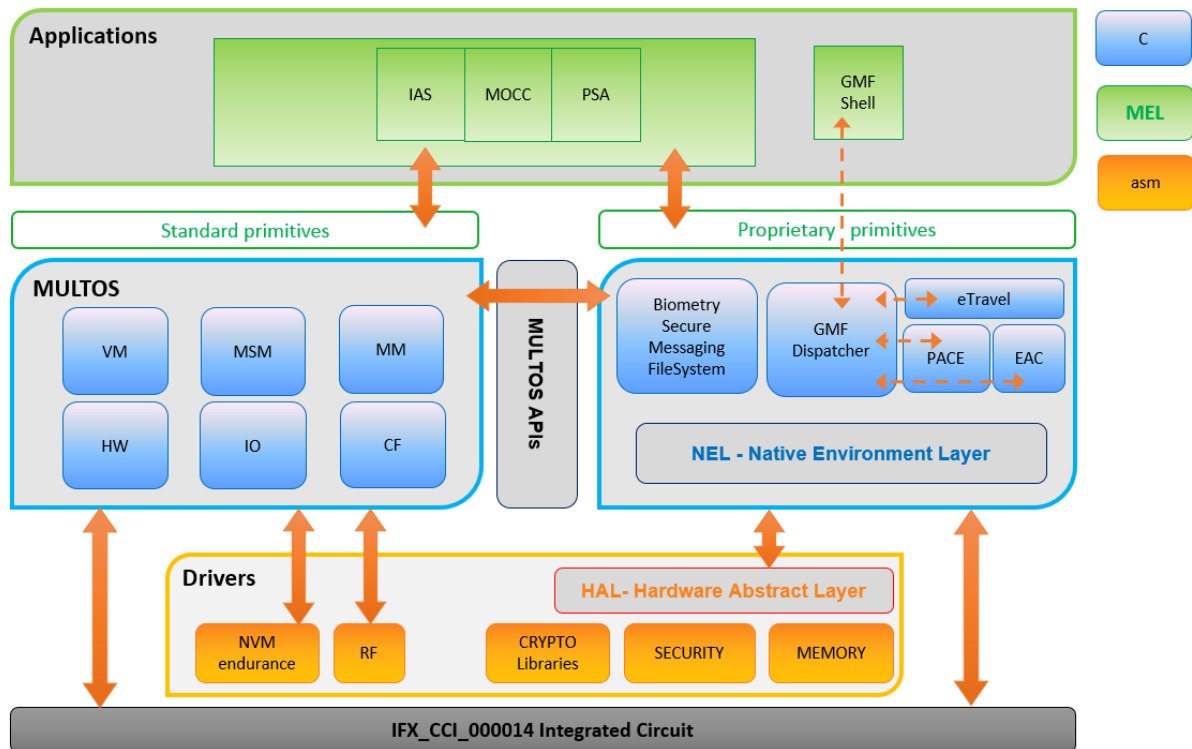 Applications
IAS
MOCC
PSA
GMF
Shell
C
MEL
asm
Standard primitives
Proprietary primitives
MULTOS
VM
MSM
MM
HW
IO
CF
MULTOS APIs
Biometry
Secure
Messaging
FileSystem
GMF
Dispatcher
eTravel
PACE
EAC
NEL - Native Environment Layer
Drivers
HAL- Hardware Abstract Layer
NVM
endurance
RF
CRYPTO
Libraries
SECURITY
MEMORY
IFX_CCI_000014 Integrated Circuit